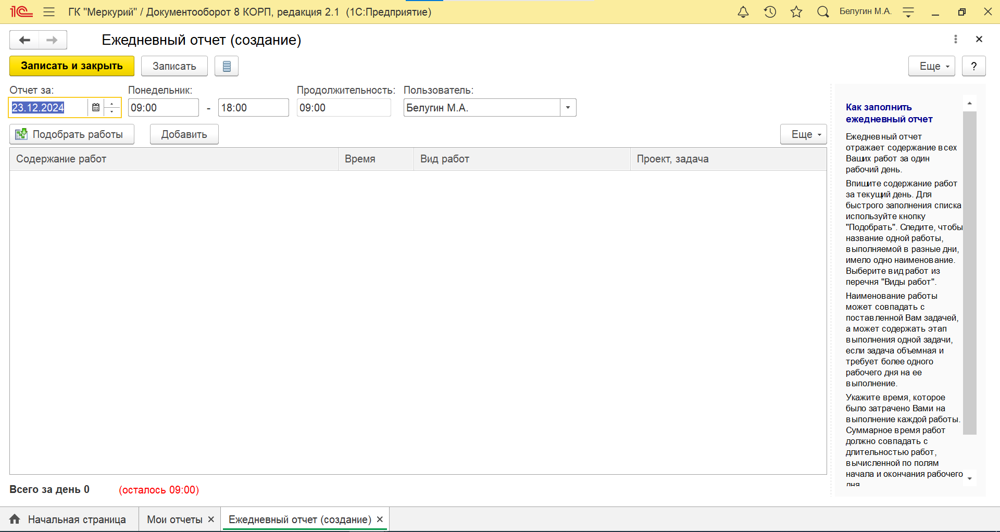 1С ГК "Меркурий" / Документооборот 8 КОРП, редакция 2.1 (1С:Предприятие) Белугин М.А.
Ежедневный отчет (создание)
Записать и закрыть Записать Еще ?
Отчет за: Понедельник: Продолжительность: Пользователь:
23.12.2024 09:00 - 18:00 09:00 Белугин М.А.
Подобрать работы Добавить Еще
Содержание работ Время Вид работ Проект, задача
Всего за день 0 (осталось 09:00)
Как заполнить
ежедневный отчет
Ежедневный отчет
отражает содержание всех
Ваших работ за один
рабочий день.
Впишите содержание работ
за текущий день. Для
быстрого заполнения списка
используйте кнопку
"Подобрать". Следите, чтобы
название одной работы,
выполняемой в разные дни,
имело одно наименование.
Выберите вид работ из
перечня "Виды работ".
Наименование работы
может совпадать с
поставленной Вам задачей,
а может содержать этап
выполнения одной задачи,
если задача объемная и
требует более одного
рабочего дня на ее
выполнение.
Укажите время, которое
было затрачено Вами на
выполнение каждой работы.
Суммарное время работ
должно совпадать с
длительностью работ,
вычисленной по полям
начала и окончания рабочего
дня
Начальная страница Мои отчеты Ежедневный отчет (создание)